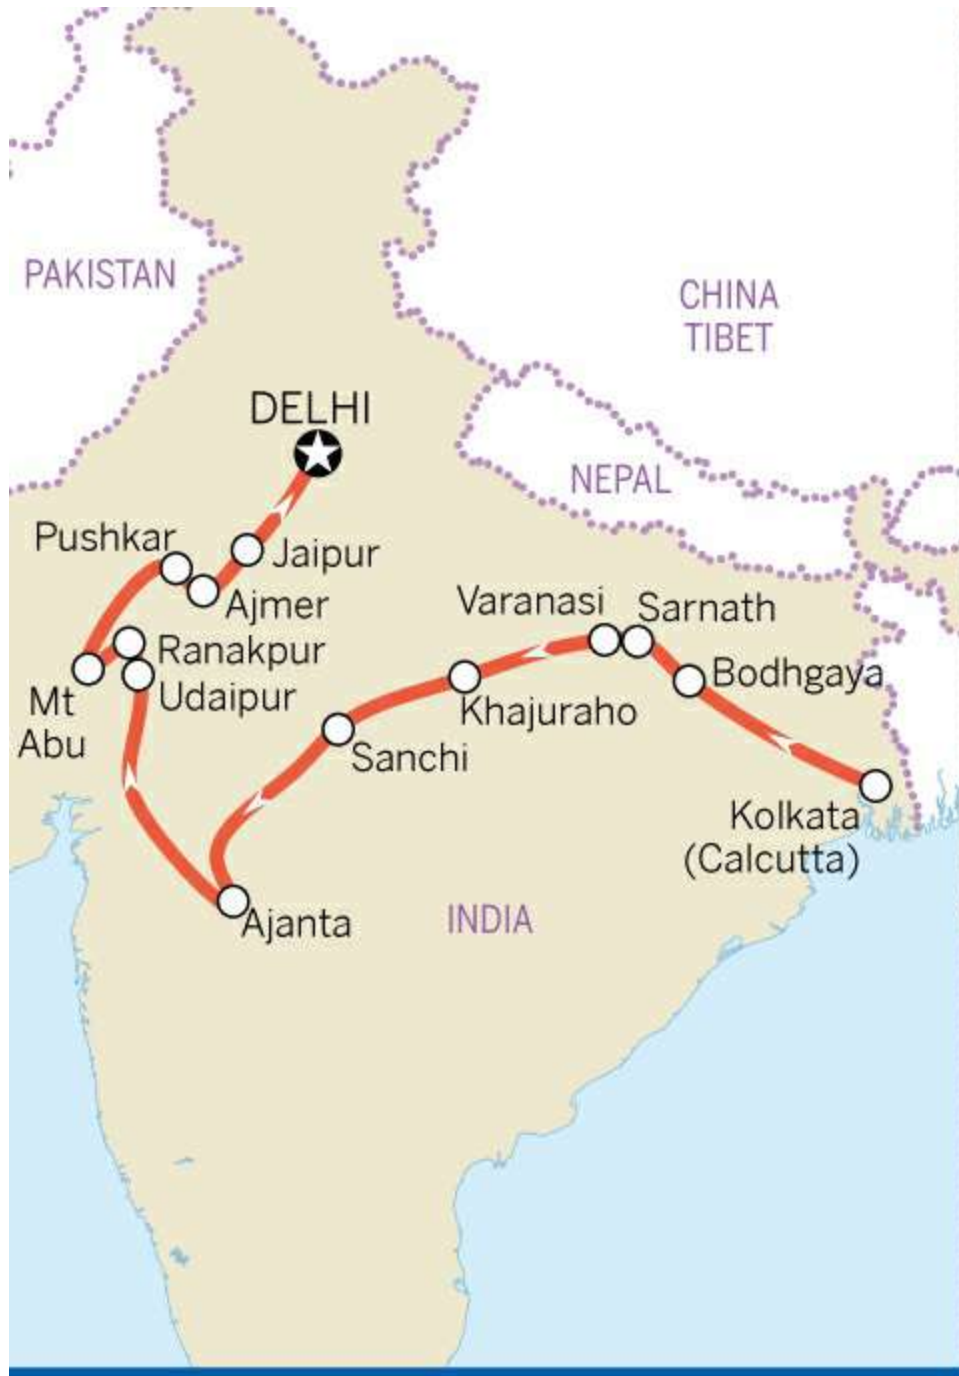 PAKISTAN
CHINA
TIBET
DELHI
NEPAL
Pushkar
Jaipur
Ajmer
Varanasi
Sarnath
Ranakpur
Bodhgaya
Mt
Abu
Udaipur
Khajuraho
Sanchi
Kolkata
(Calcutta)
Ajanta
INDIA